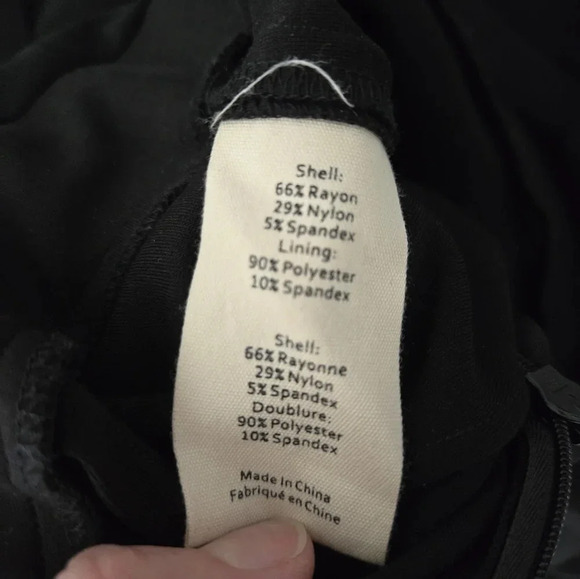 Shell:
66% Rayon
29% Nylon
5% Spandex
Lining:
90% Polyester
10% Spandex
Shell:
66% Rayonne
29% Nylon
5% Spandex
Doublure:
90% Polyester
10% Spandex
Made In China
Fabriqué en Chine